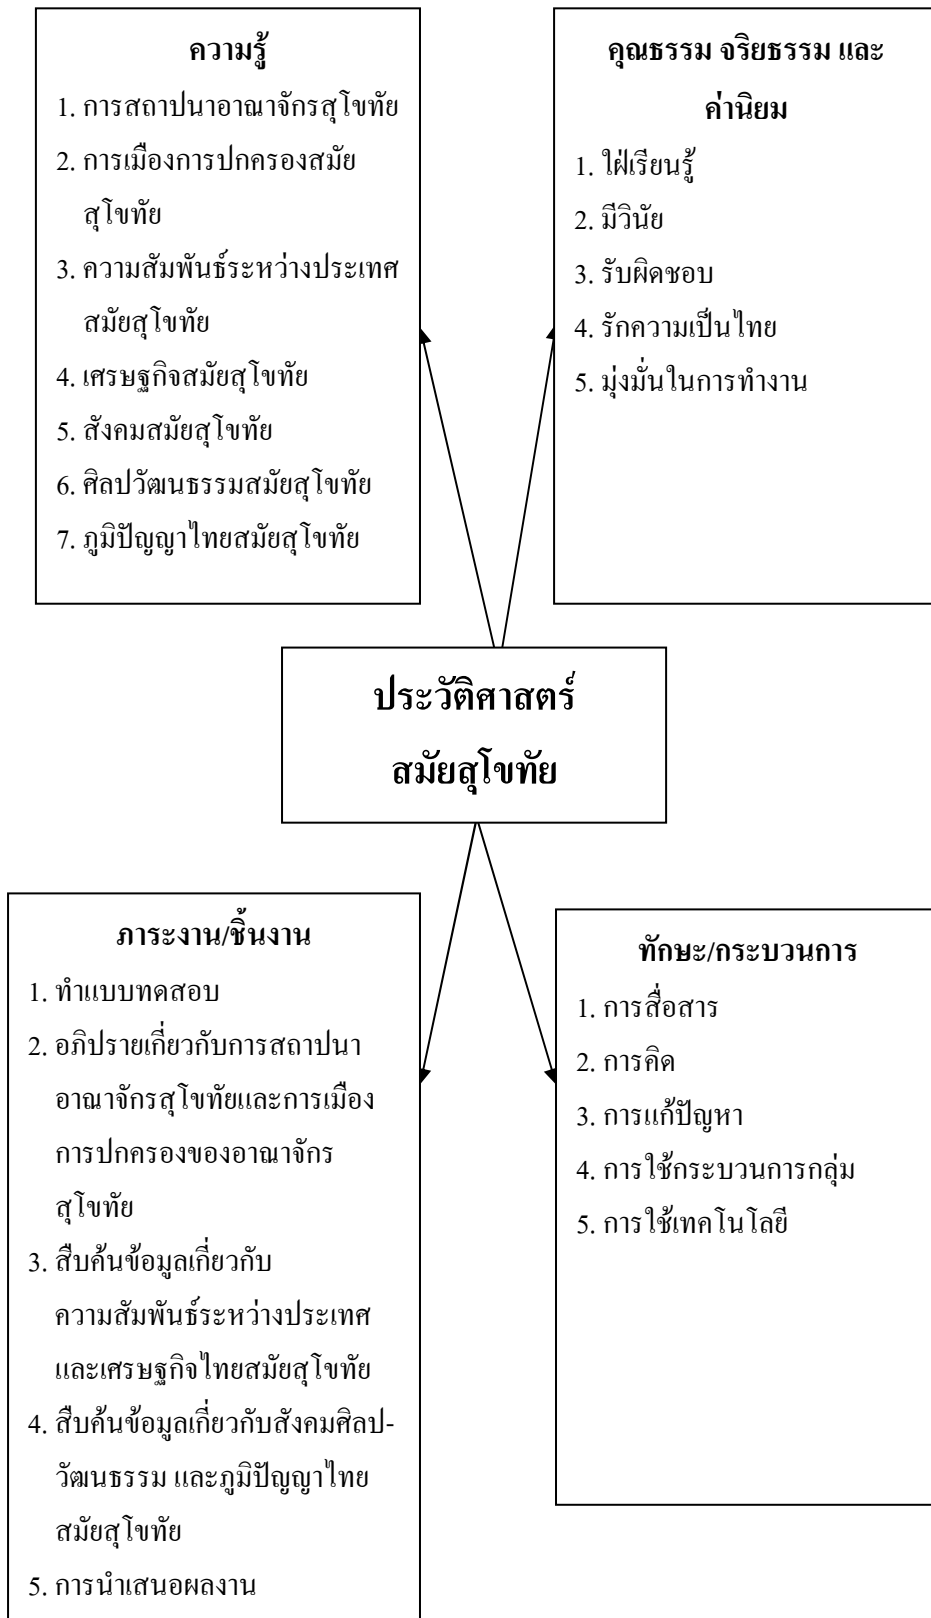 ความรู้
1. การสถาปนาอาณาจักรสุโขทัย
2. การเมืองการปกครองสมัย
สุโขทัย
3. ความสัมพันธ์ระหว่างประเทศ
สมัยสุโขทัย
4. เศรษฐกิจสมัยสุโขทัย
5. สังคมสมัยสุโขทัย
6. ศิลปวัฒนธรรมสมัยสุโขทัย
7. ภูมิปัญญาไทยสมัยสุโขทัย
คุณธรรม จริยธรรม และ
ค่านิยม
1. ใฝ่เรียนรู้
2. มีวินัย
3. รับผิดชอบ
4. รักความเป็นไทย
5. มุ่งมั่นในการทำงาน
ประวัติศาสตร์
สมัยสุโขทัย
ภาระงาน/ชิ้นงาน
1. ทำแบบทดสอบ
2. อภิปรายเกี่ยวกับการสถาปนา
อาณาจักรสุโขทัยและการเมือง
การปกครองของอาณาจักร
สุโขทัย
3. สืบค้นข้อมูลเกี่ยวกับ
ความสัมพันธ์ระหว่างประเทศ
และเศรษฐกิจไทยสมัยสุโขทัย
4. สืบค้นข้อมูลเกี่ยวกับสังคมศิลป-
วัฒนธรรม และภูมิปัญญาไทย
สมัยสุโขทัย
5. การนำเสนอผลงาน
ทักษะ/กระบวนการ
1. การสื่อสาร
2. การคิด
3. การแก้ปัญหา
4. การใช้กระบวนการกลุ่ม
5. การใช้เทคโนโลยี